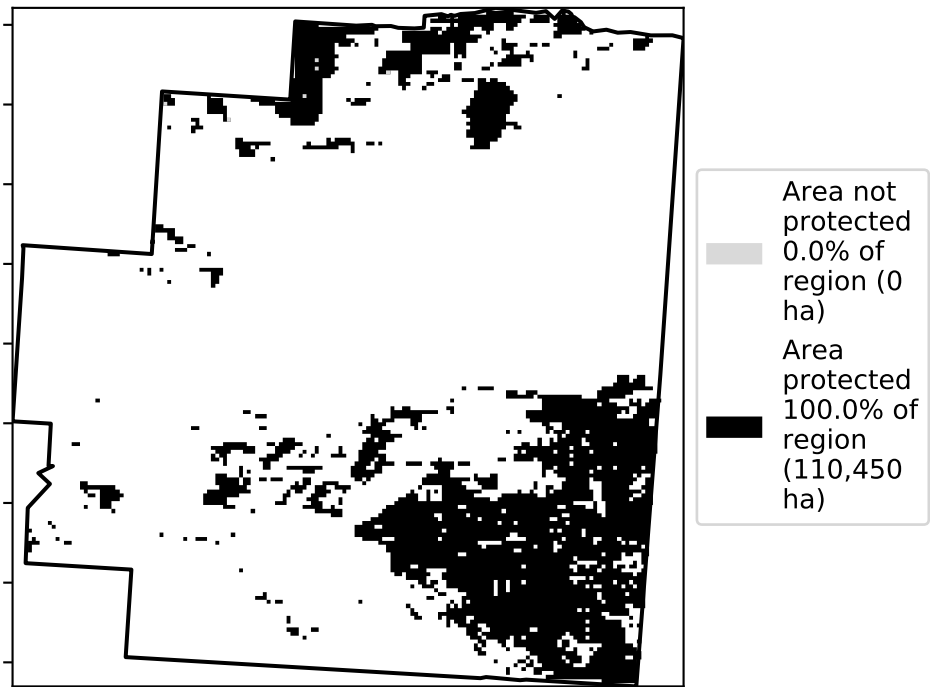 Area not
protected
0.0% of
region (0
ha)
Area
protected
100.0% of
region
(110,450
ha)